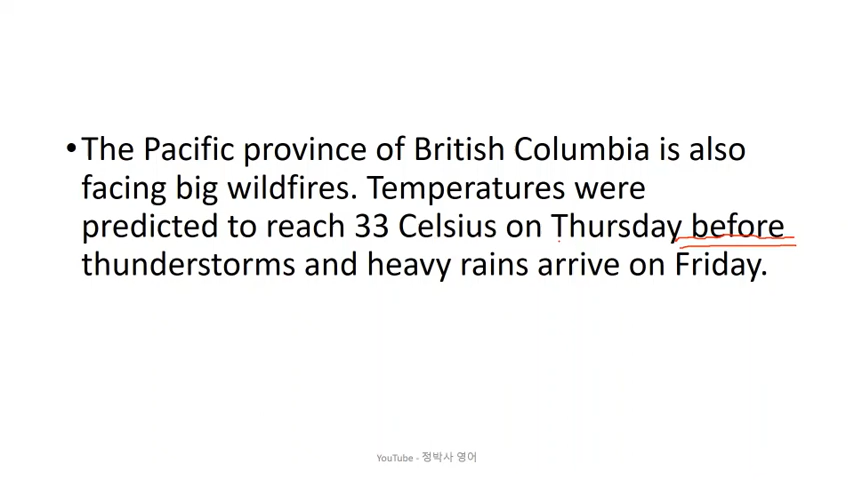 •The Pacific province of British Columbia is also
facing big wildfires. Temperatures were
predicted to reach 33 Celsius on Thursday before
thunderstorms and heavy rains arrive on Friday.
YouTube - 정박사 영어